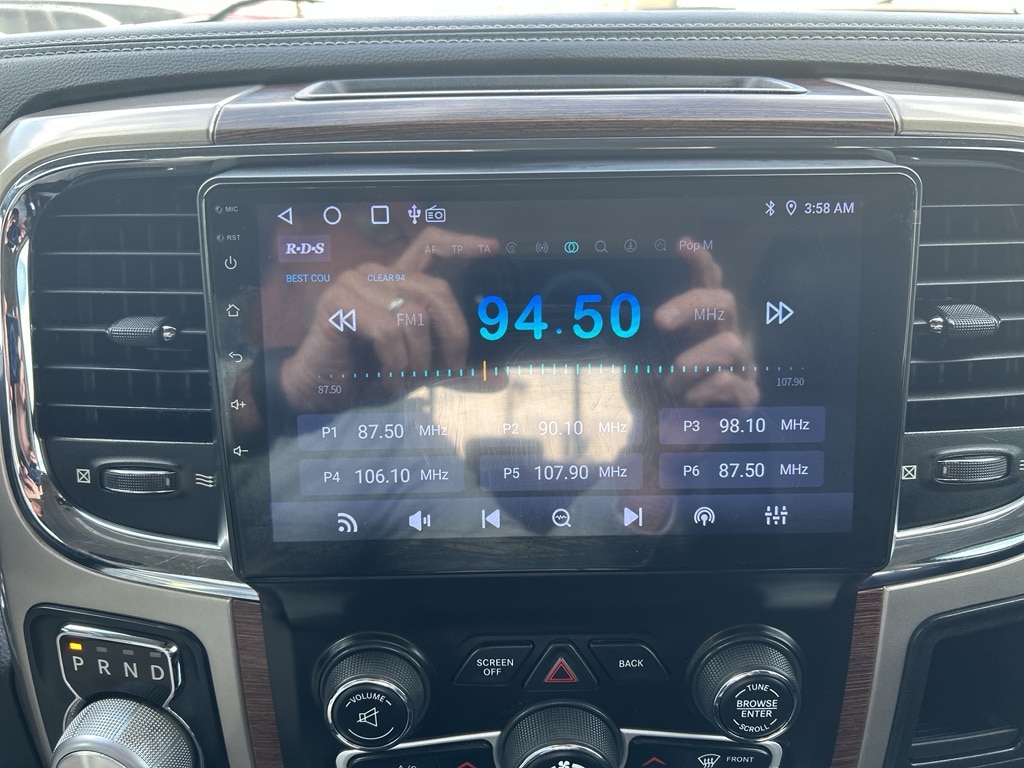 MIC
3:58 AM
RST
R·D·S
AF TP TA Pop M
BEST COU CLEAR 94
FM1 94.50 MHz
87.50 107.90
P1 87.50 MHz P2 90.10 MHz P3 98.10 MHz
P4 106.10 MHz P5 107.90 MHz P6 87.50 MHz
SCREEN
OFF
BACK
P R N D
VOLUME
TUNE
BROWSE
ENTER
SCROLL
A/C
FRONT